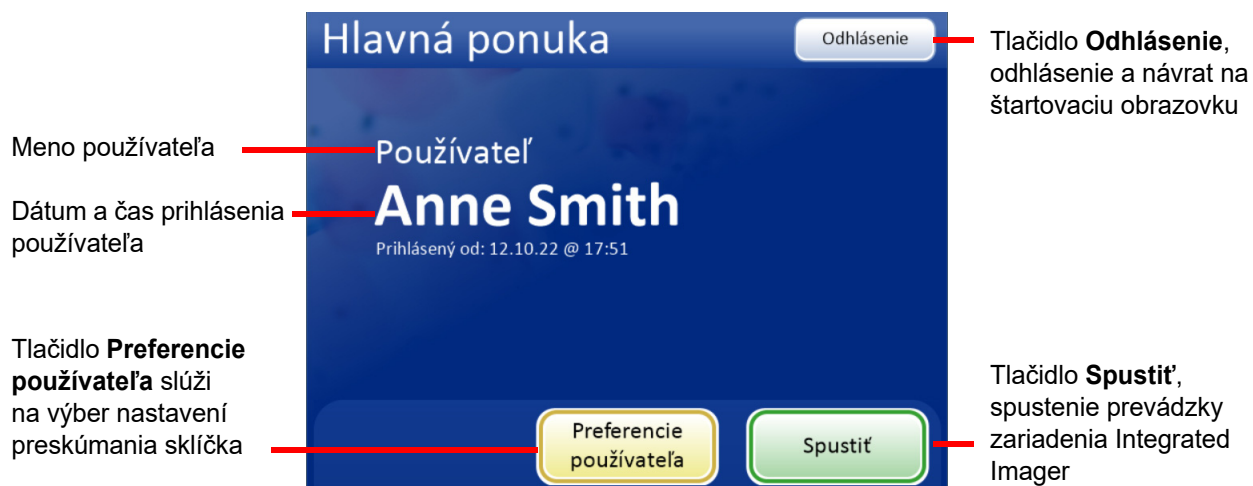 Hlavná ponuka
Odhlásenie
Tlačidlo Odhlásenie,
odhlásenie a návrat na
štartovaciu obrazovku
Meno používateľa
Používateľ
Dátum a čas prihlásenia
používateľa
Anne Smith
Prihlásený od: 12.10.22 @ 17:51
Tlačidlo Preferencie
používateľa slúži
na výber nastavení
preskúmania sklíčka
Preferencie
používateľa
Spustiť
Tlačidlo Spustiť,
spustenie prevádzky
zariadenia Integrated
Imager